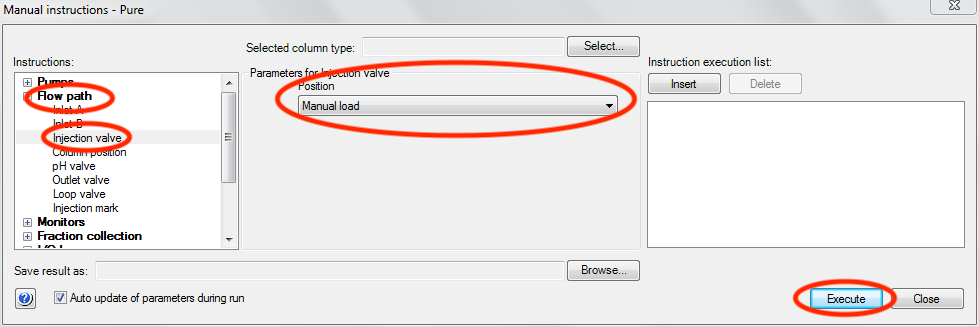 Manual instructions - Pure
Selected column type:
Select...
Instructions:
Pumps
Flow path
Inlet A
Inlet B
Injection valve
Column position
pH valve
Outlet valve
Loop valve
Injection mark
Monitors
Fraction collection
Parameters for Injection valve
Position
Manual load
Instruction execution list:
Insert
Delete
Save result as:
Browse...
Auto update of parameters during run
Execute
Close